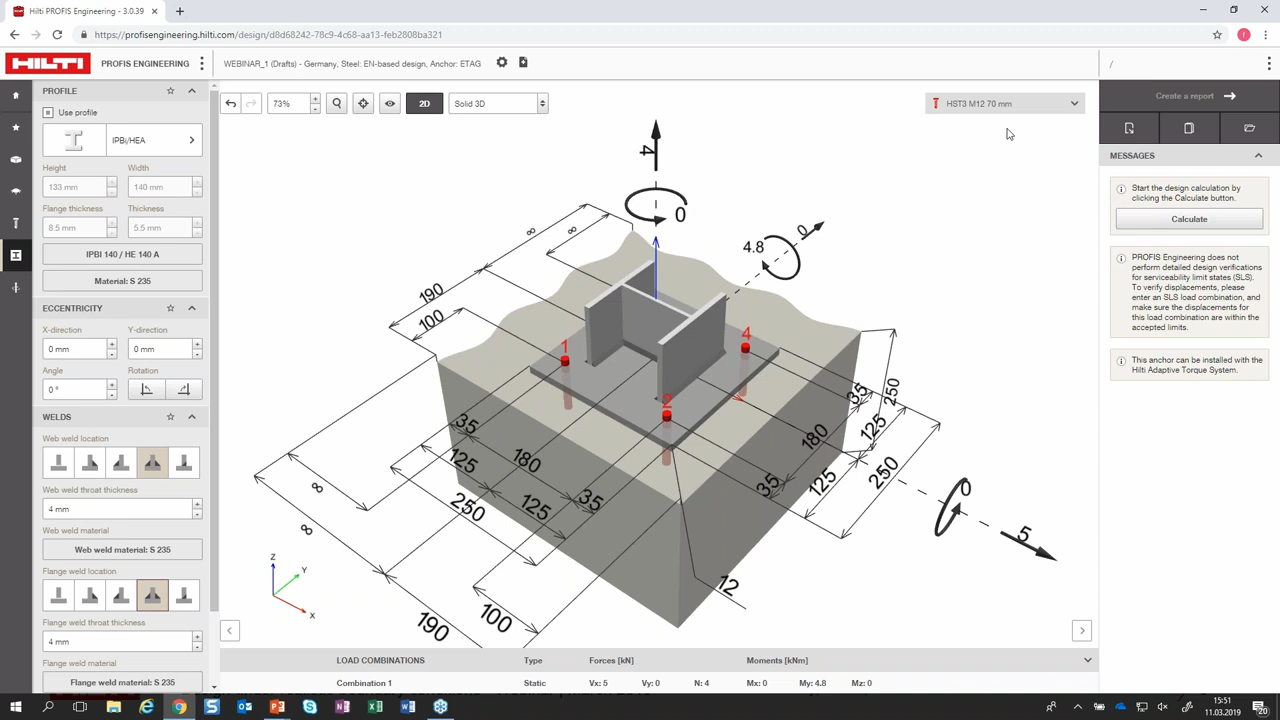 Hilti PROFIS Engineering - 3.0.39
https://profisengineering.hilti.com/design/d8d68242-78c9-4c68-aa13-feb2808ba321
HILTI PROFIS ENGINEERING
WEBINAR_1 (Drafts) - Germany, Steel: EN-based design, Anchor: ETAG
/
PROFILE
Use profile
IPBi/HEA
Height Width
133 mm 140 mm
Flange thickness Thickness
8.5 mm 5.5 mm
IPBI 140 / HE 140 A
Material: S 235
ECCENTRICITY
X-direction Y-direction
0 mm 0 mm
Angle Rotation
0 °
WELDS
Web weld location
Web weld throat thickness
4 mm
Web weld material
Web weld material: S 235
Flange weld location
Flange weld throat thickness
4 mm
Flange weld material
Flange weld material: S 235
73%
2D
Solid 3D
HST3 M12 70 mm
4
0
0
4.8
∞
∞
190
100
1
4
2
35
250
35
125
180
35
180
125
125
250
35
125
35
250
0
5
∞
∞
12
100
190
Z
Y
X
LOAD COMBINATIONS Type Forces [kN] Moments [kNm]
Combination 1 Static Vx: 5 Vy: 0 N: 4 Mx: 0 My: 4.8 Mz: 0
Create a report
MESSAGES
Start the design calculation by
clicking the Calculate button.
Calculate
PROFIS Engineering does not
perform detailed design verifications
for serviceability limit states (SLS).
To verify displacements, please
enter an SLS load combination, and
make sure the displacements for
this load combination are within the
accepted limits.
This anchor can be installed with the
Hilti Adaptive Torque System.
15:51
11.03.2019
20